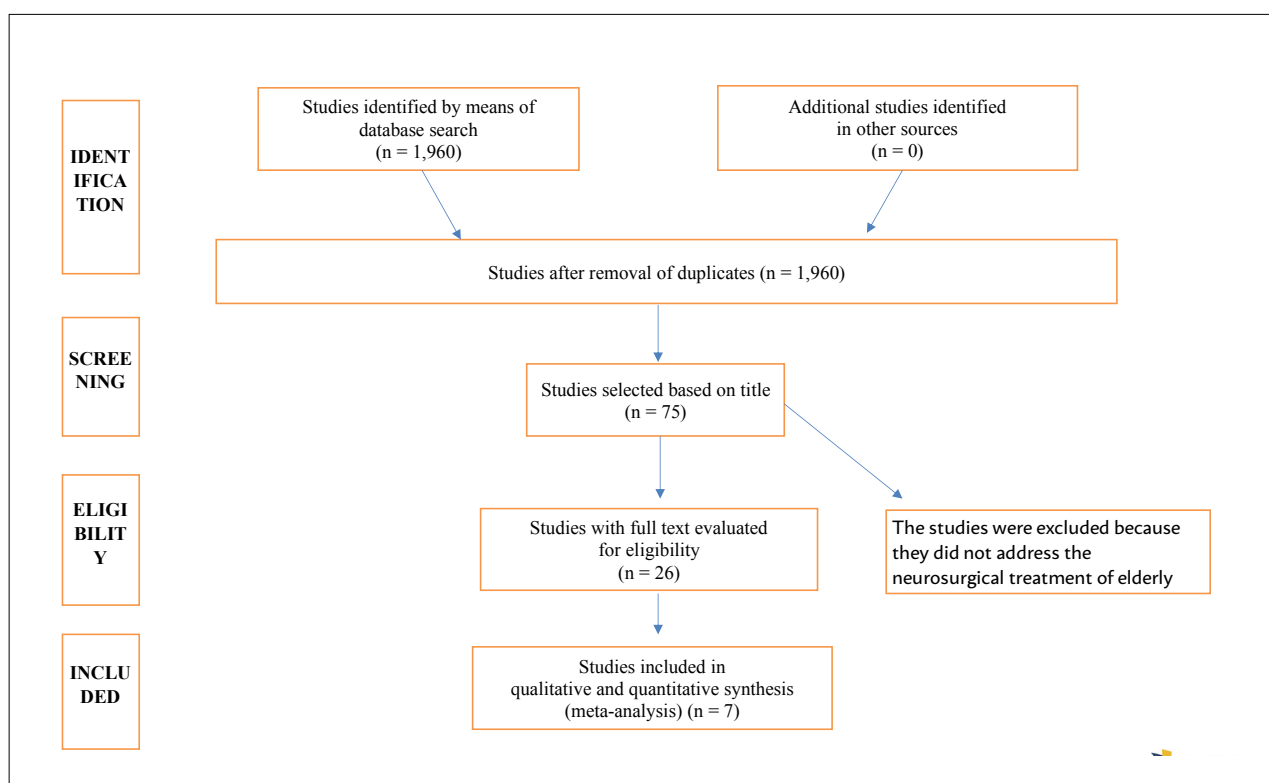 Studies identified by means of
database search
(n = 1,960)
Additional studies identified
in other sources
(n = 0)
IDENT
IFICA
TION
Studies after removal of duplicates (n = 1,960)
SCREE
NING
Studies selected based on title
(n = 75)
ELIGI
BILIT
Y
Studies with full text evaluated
for eligibility
(n = 26)
The studies were excluded because
they did not address the
neurosurgical treatment of elderly
INCLU
DED
Studies included in
qualitative and quantitative synthesis
(meta-analysis) (n = 7)